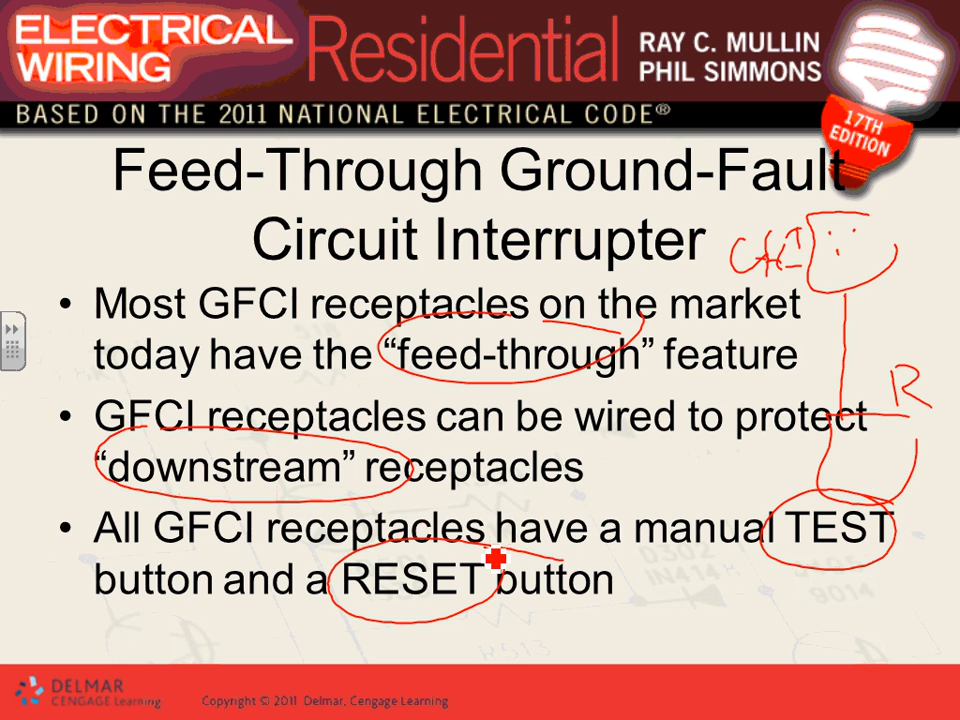 ELECTRICAL
WIRING
Residential
RAY C. MULLIN
PHIL SIMMONS
BASED ON THE 2011 NATIONAL ELECTRICAL CODE®
17TH
EDITION
Feed-Through Ground-Fault
Circuit Interrupter
• Most GFCI receptacles on the market
today have the “feed-through” feature
• GFCI receptacles can be wired to protect
“downstream” receptacles
• All GFCI receptacles have a manual TEST
button and a RESET button
R
D302
IN414
9014
DELMAR
CENGAGE Learning
Copyright © 2011 Delmar, Cengage Learning